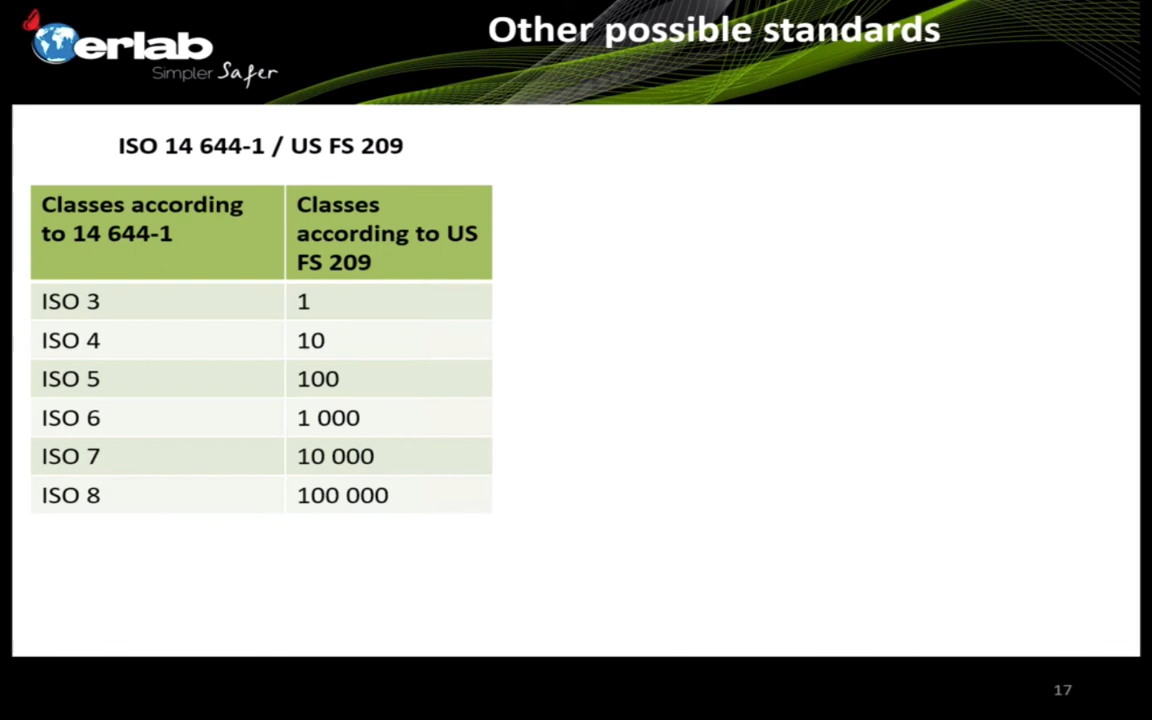 erlab
Simpler Safer
Other possible standards
ISO 14 644-1 / US FS 209
Classes according
to 14 644-1
Classes
according to US
FS 209
ISO 3 1
ISO 4 10
ISO 5 100
ISO 6 1 000
ISO 7 10 000
ISO 8 100 000
17